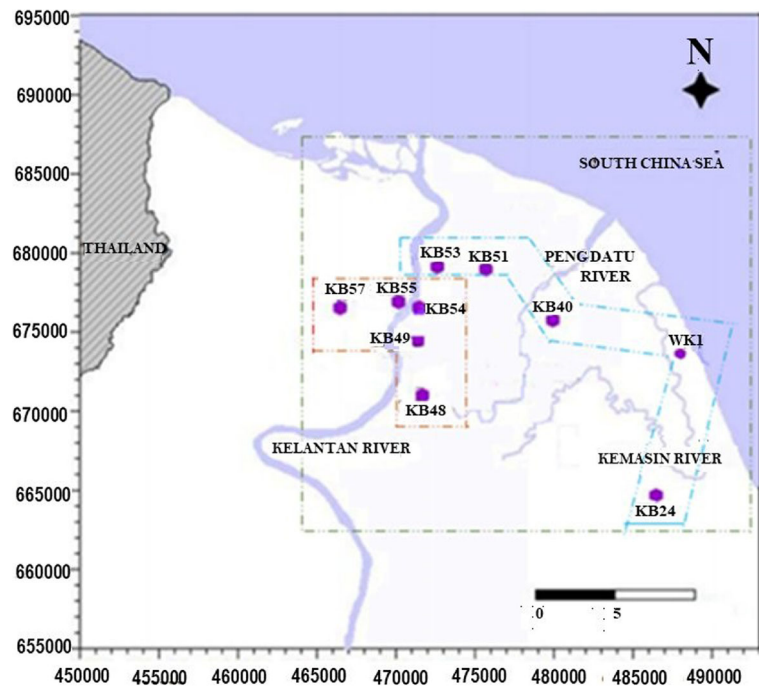 695000
N
690000
685000
SOUTH CHINA SEA
680000
THAILAND
KB53
KB51
PENGDATU
RIVER
KB57
KB55
KB54
KB40
675000
KB49
WK1
670000
KB48
KELANTAN RIVER
KEMASIN RIVER
665000
KB24
660000
0
5
655000
450000
455000
460000
465000
470000
475000
480000
485000
490000